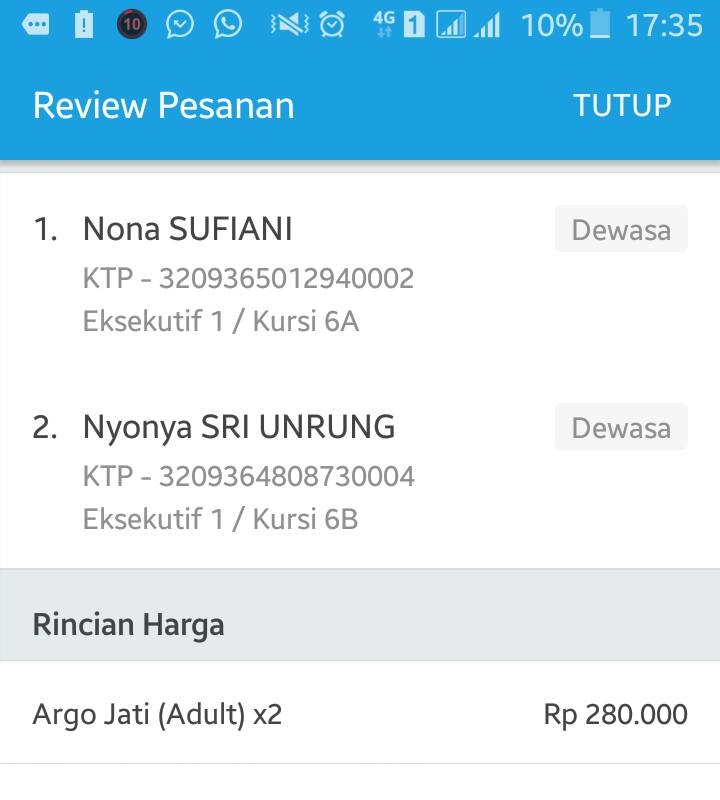 10 4G 1 10% 17:35
Review Pesanan TUTUP
1. Nona SUFIANI Dewasa
KTP - 3209365012940002
Eksekutif 1 / Kursi 6A
2. Nyonya SRI UNRUNG Dewasa
KTP - 3209364808730004
Eksekutif 1 / Kursi 6B
Rincian Harga
Argo Jati (Adult) x2 Rp 280.000